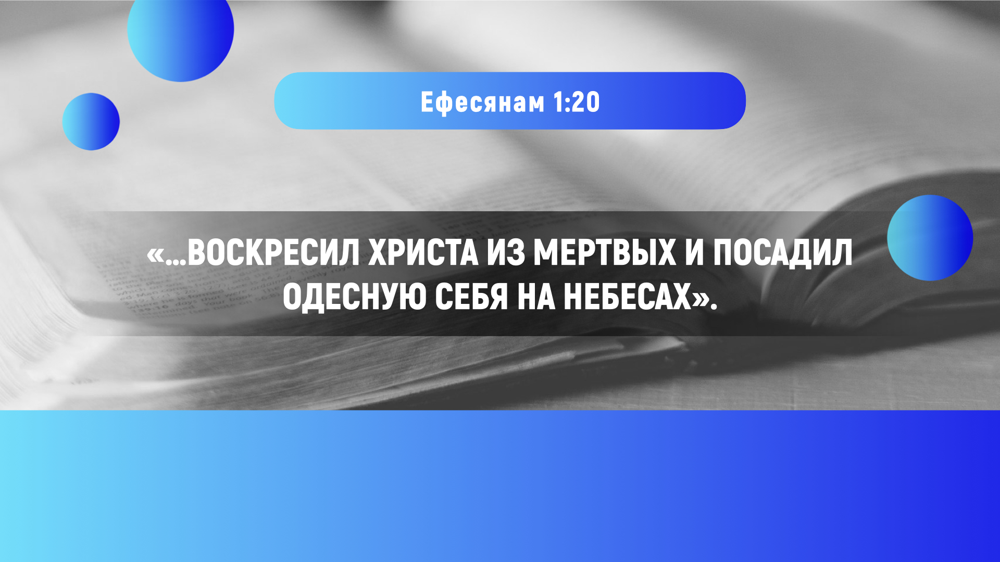 Ефесянам 1:20
«...ВОСКРЕСИЛ ХРИСТА ИЗ МЕРТВЫХ И ПОСАДИЛ
ОДЕСНУЮ СЕБЯ НА НЕБЕСАХ».